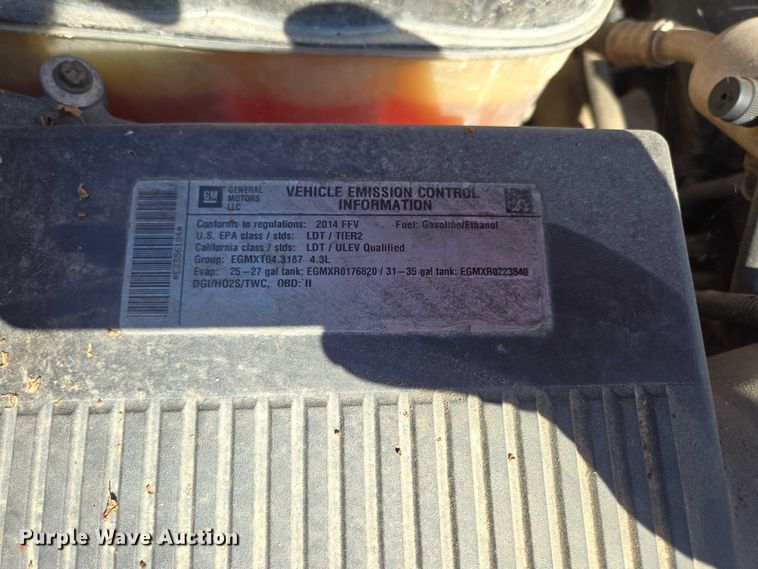 GM
GENERAL MOTORS LLC
VEHICLE EMISSION CONTROL INFORMATION
Conforms to regulations: 2014 FFV Fuel: Gasoline/Ethanol
U.S. EPA class / stds: LDT / TIER2
California class / stds: LDT / ULEV Qualified
Group: EGMXT04.3187 4.3L
Evap: 25-27 gal tank: EGMXR0176820 / 31-35 gal tank: EGMXR0223840
DGI/HO2S/TWC, OBD: II
Purple Wave Auction